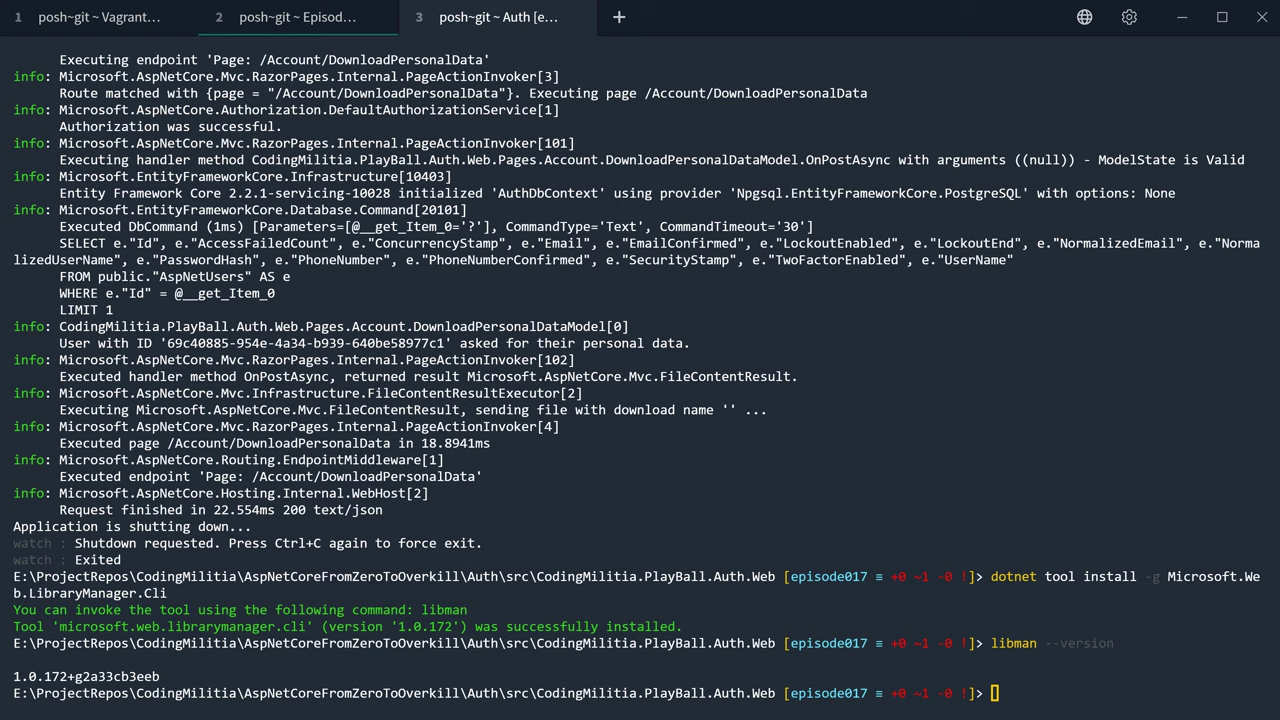 1 posh~git ~ Vagrant... 2 posh~git ~ Episod... 3 posh~git ~ Auth [e... +
Executing endpoint 'Page: /Account/DownloadPersonalData'
info: Microsoft.AspNetCore.Mvc.RazorPages.Internal.PageActionInvoker[3]
Route matched with {page = "/Account/DownloadPersonalData"}. Executing page /Account/DownloadPersonalData
info: Microsoft.AspNetCore.Authorization.DefaultAuthorizationService[1]
Authorization was successful.
info: Microsoft.AspNetCore.Mvc.RazorPages.Internal.PageActionInvoker[101]
Executing handler method CodingMilitia.PlayBall.Auth.Web.Pages.Account.DownloadPersonalDataModel.OnPostAsync with arguments ((null)) - ModelState is Valid
info: Microsoft.EntityFrameworkCore.Infrastructure[10403]
Entity Framework Core 2.2.1-servicing-10028 initialized 'AuthDbContext' using provider 'Npgsql.EntityFrameworkCore.PostgreSQL' with options: None
info: Microsoft.EntityFrameworkCore.Database.Command[20101]
Executed DbCommand (1ms) [Parameters=[@__get_Item_0='?'], CommandType='Text', CommandTimeout='30']
SELECT e."Id", e."AccessFailedCount", e."ConcurrencyStamp", e."Email", e."EmailConfirmed", e."LockoutEnabled", e."LockoutEnd", e."NormalizedEmail", e."Norma
lizedUserName", e."PasswordHash", e."PhoneNumber", e."PhoneNumberConfirmed", e."SecurityStamp", e."TwoFactorEnabled", e."UserName"
FROM public."AspNetUsers" AS e
WHERE e."Id" = @__get_Item_0
LIMIT 1
info: CodingMilitia.PlayBall.Auth.Web.Pages.Account.DownloadPersonalDataModel[0]
User with ID '69c40885-954e-4a34-b939-640be58977c1' asked for their personal data.
info: Microsoft.AspNetCore.Mvc.RazorPages.Internal.PageActionInvoker[102]
Executed handler method OnPostAsync, returned result Microsoft.AspNetCore.Mvc.FileContentResult.
info: Microsoft.AspNetCore.Mvc.Infrastructure.FileContentResultExecutor[2]
Executing Microsoft.AspNetCore.Mvc.FileContentResult, sending file with download name '' ...
info: Microsoft.AspNetCore.Mvc.RazorPages.Internal.PageActionInvoker[4]
Executed page /Account/DownloadPersonalData in 18.8941ms
info: Microsoft.AspNetCore.Routing.EndpointMiddleware[1]
Executed endpoint 'Page: /Account/DownloadPersonalData'
info: Microsoft.AspNetCore.Hosting.Internal.WebHost[2]
Request finished in 22.554ms 200 text/json
Application is shutting down...
watch : Shutdown requested. Press Ctrl+C again to force exit.
watch : Exited
E:\ProjectRepos\CodingMilitia\AspNetCoreFromZeroToOverkill\Auth\src\CodingMilitia.PlayBall.Auth.Web [episode017 ≡ +0 ~1 -0 !]> dotnet tool install -g Microsoft.We
b.LibraryManager.Cli
You can invoke the tool using the following command: libman
Tool 'microsoft.web.librarymanager.cli' (version '1.0.172') was successfully installed.
E:\ProjectRepos\CodingMilitia\AspNetCoreFromZeroToOverkill\Auth\src\CodingMilitia.PlayBall.Auth.Web [episode017 ≡ +0 ~1 -0 !]> libman --version
1.0.172+g2a33cb3eeb
E:\ProjectRepos\CodingMilitia\AspNetCoreFromZeroToOverkill\Auth\src\CodingMilitia.PlayBall.Auth.Web [episode017 ≡ +0 ~1 -0 !]>